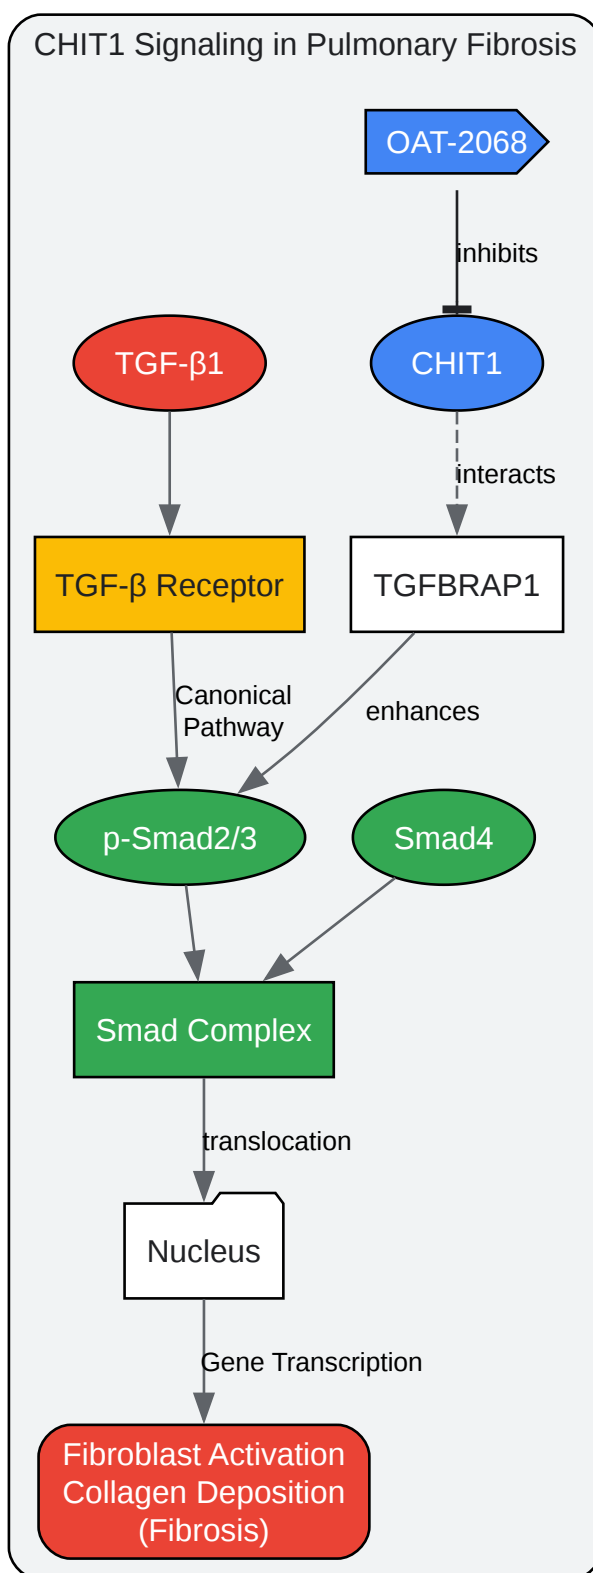 CHIT1 Signaling in Pulmonary Fibrosis
OAT-2068
inhibits
TGF-β1
CHIT1
interacts
TGF-β Receptor
TGFBRAP1
Canonical
Pathway
enhances
p-Smad2/3
Smad4
Smad Complex
translocation
Nucleus
Gene Transcription
Fibroblast Activation
Collagen Deposition
(Fibrosis)